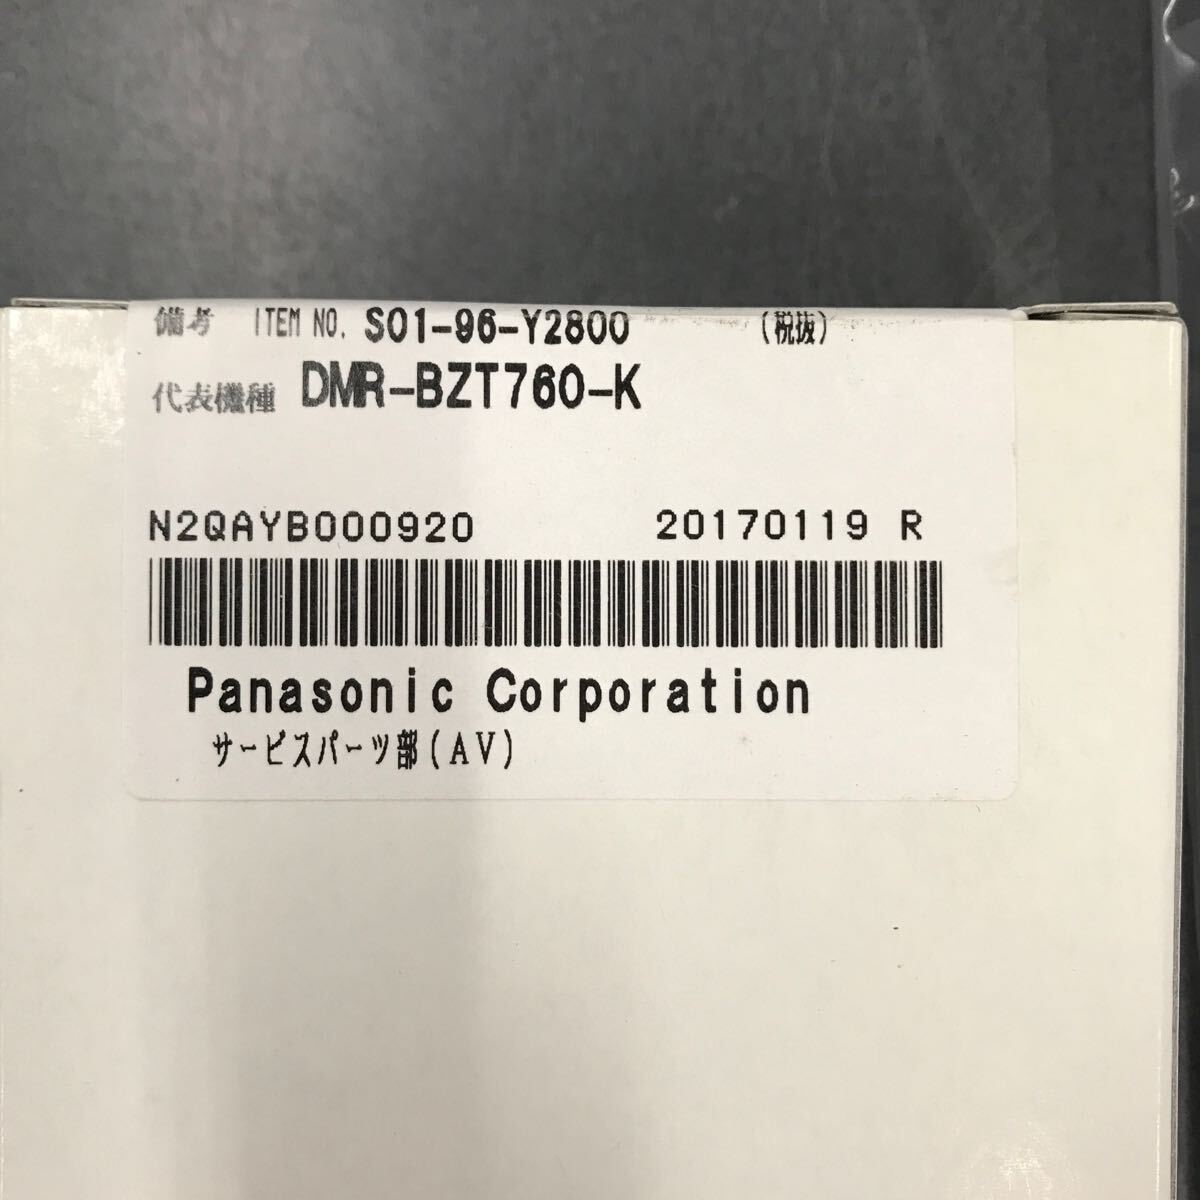 備考 ITEM NO. S01-96-Y2800 (税抜)
代表機種 DMR-BZT760-K
N2QAYB000920 20170119 R
Panasonic Corporation
サービスパーツ部(AV)